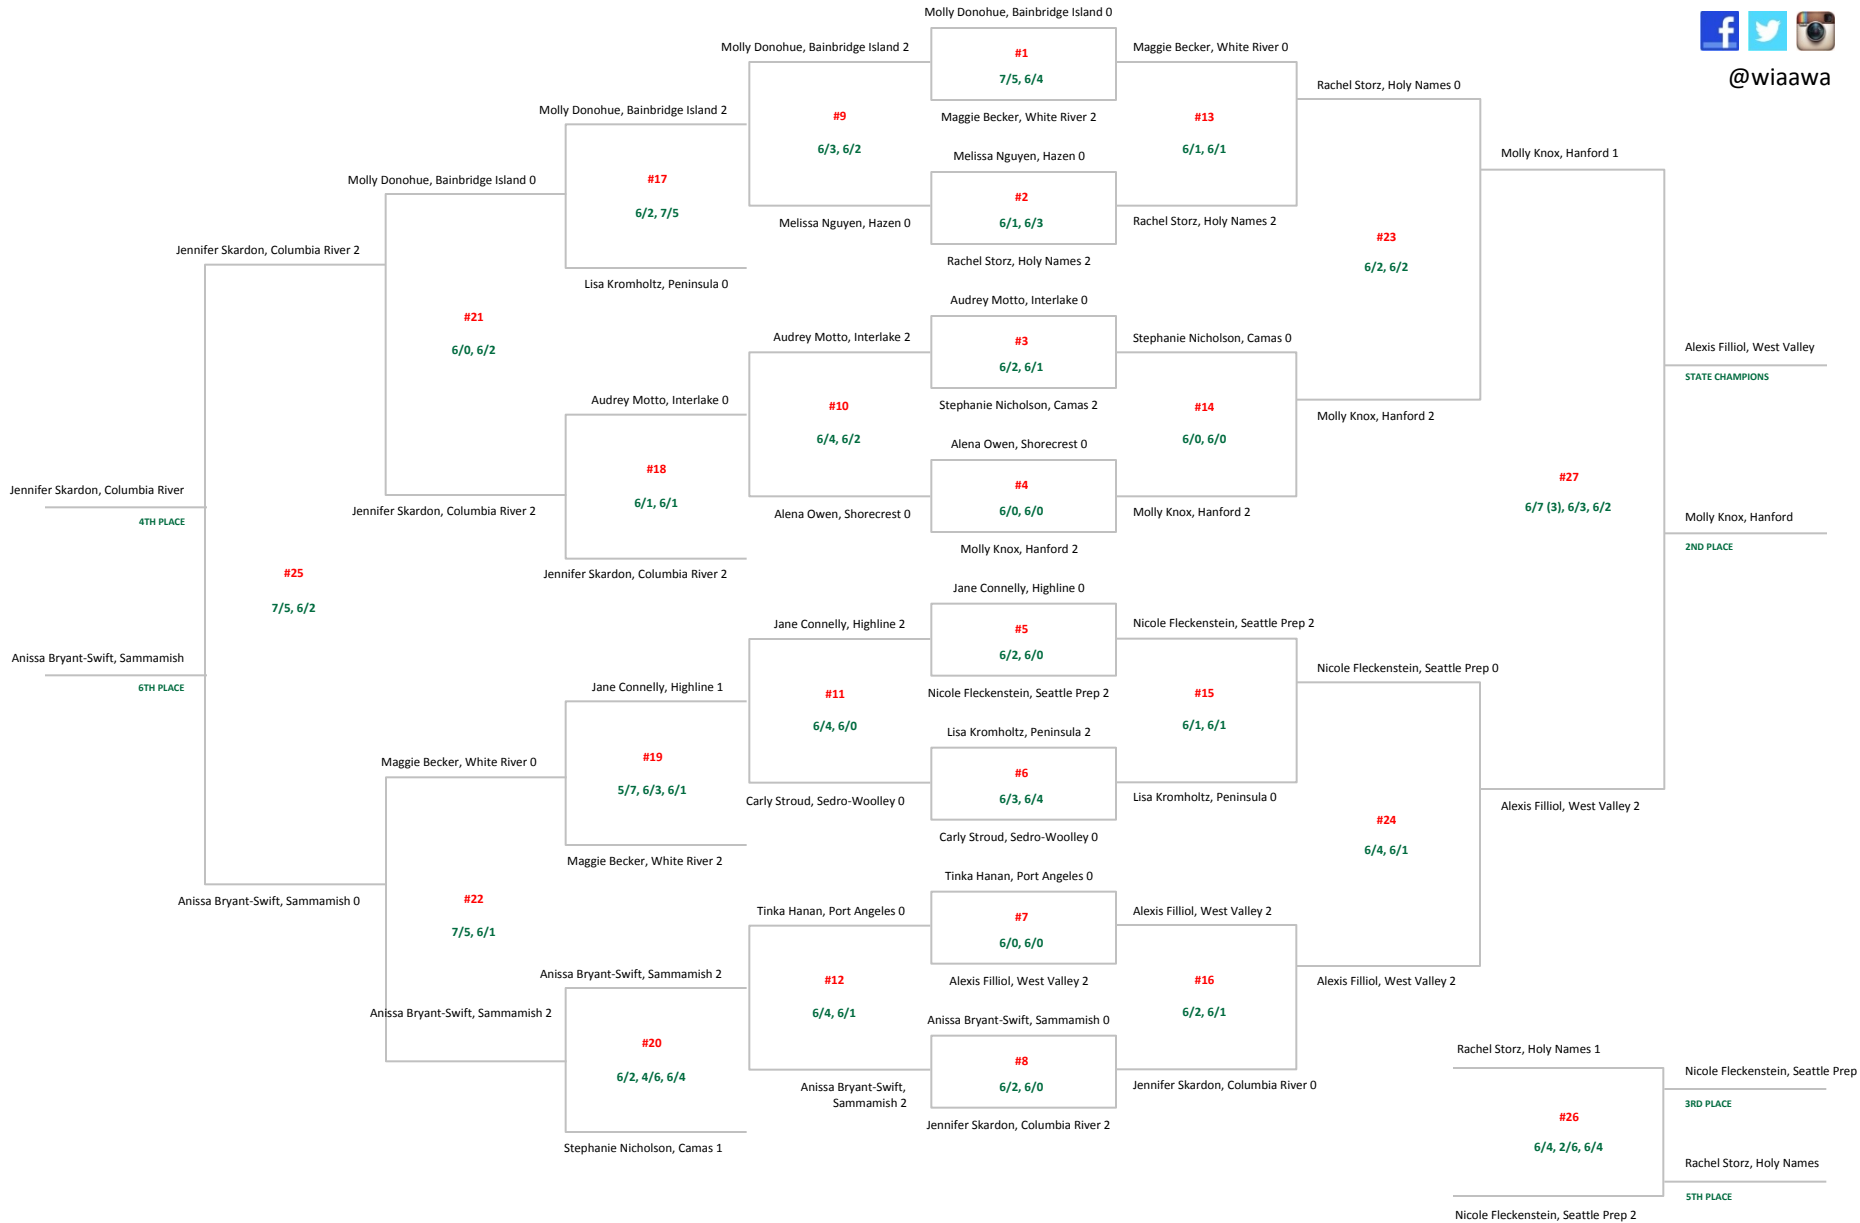 Molly Donohue, Bainbridge Island 0
@wiaawa
Molly Donohue, Bainbridge Island 2
#1
7/5, 6/4
Maggie Becker, White River 0
Rachel Storz, Holy Names 0
Molly Donohue, Bainbridge Island 2
#9
6/3, 6/2
Maggie Becker, White River 2
#13
6/1, 6/1
Molly Knox, Hanford 1
Molly Donohue, Bainbridge Island 0
#17
6/2, 7/5
Melissa Nguyen, Hazen 0
#2
6/1, 6/3
Melissa Nguyen, Hazen 0
Rachel Storz, Holy Names 2
#23
6/2, 6/2
Jennifer Skardon, Columbia River 2
Rachel Storz, Holy Names 2
Lisa Kromholtz, Peninsula 0
Audrey Motto, Interlake 0
#21
6/0, 6/2
Audrey Motto, Interlake 2
#3
6/2, 6/1
Stephanie Nicholson, Camas 0
Alexis Filliol, West Valley
STATE CHAMPIONS
Audrey Motto, Interlake 0
#10
6/4, 6/2
Stephanie Nicholson, Camas 2
#14
6/0, 6/0
Molly Knox, Hanford 2
Alena Owen, Shorecrest 0
#18
6/1, 6/1
#4
6/0, 6/0
#27
6/7 (3), 6/3, 6/2
Jennifer Skardon, Columbia River
4TH PLACE
Jennifer Skardon, Columbia River 2
Alena Owen, Shorecrest 0
Molly Knox, Hanford 2
Molly Knox, Hanford
2ND PLACE
Molly Knox, Hanford 2
Jennifer Skardon, Columbia River 2
#25
7/5, 6/2
Jane Connelly, Highline 0
Jane Connelly, Highline 2
#5
6/2, 6/0
Nicole Fleckenstein, Seattle Prep 2
Anissa Bryant-Swift, Sammamish
6TH PLACE
Nicole Fleckenstein, Seattle Prep 0
Jane Connelly, Highline 1
#11
6/4, 6/0
Nicole Fleckenstein, Seattle Prep 2
#15
6/1, 6/1
Lisa Kromholtz, Peninsula 2
Maggie Becker, White River 0
#19
5/7, 6/3, 6/1
#6
6/3, 6/4
Carly Stroud, Sedro-Woolley 0
Lisa Kromholtz, Peninsula 0
Alexis Filliol, West Valley 2
#24
6/4, 6/1
Carly Stroud, Sedro-Woolley 0
Maggie Becker, White River 2
Tinka Hanan, Port Angeles 0
Anissa Bryant-Swift, Sammamish 0
#22
7/5, 6/1
Tinka Hanan, Port Angeles 0
#7
6/0, 6/0
Alexis Filliol, West Valley 2
Anissa Bryant-Swift, Sammamish 2
#12
6/4, 6/1
Alexis Filliol, West Valley 2
#16
6/2, 6/1
Alexis Filliol, West Valley 2
Anissa Bryant-Swift, Sammamish 2
Anissa Bryant-Swift, Sammamish 0
#20
6/2, 4/6, 6/4
#8
6/2, 6/0
Rachel Storz, Holy Names 1
Nicole Fleckenstein, Seattle Prep
3RD PLACE
Anissa Bryant-Swift,
Sammamish 2
Jennifer Skardon, Columbia River 0
Jennifer Skardon, Columbia River 2
#26
6/4, 2/6, 6/4
Stephanie Nicholson, Camas 1
Rachel Storz, Holy Names
5TH PLACE
Nicole Fleckenstein, Seattle Prep 2